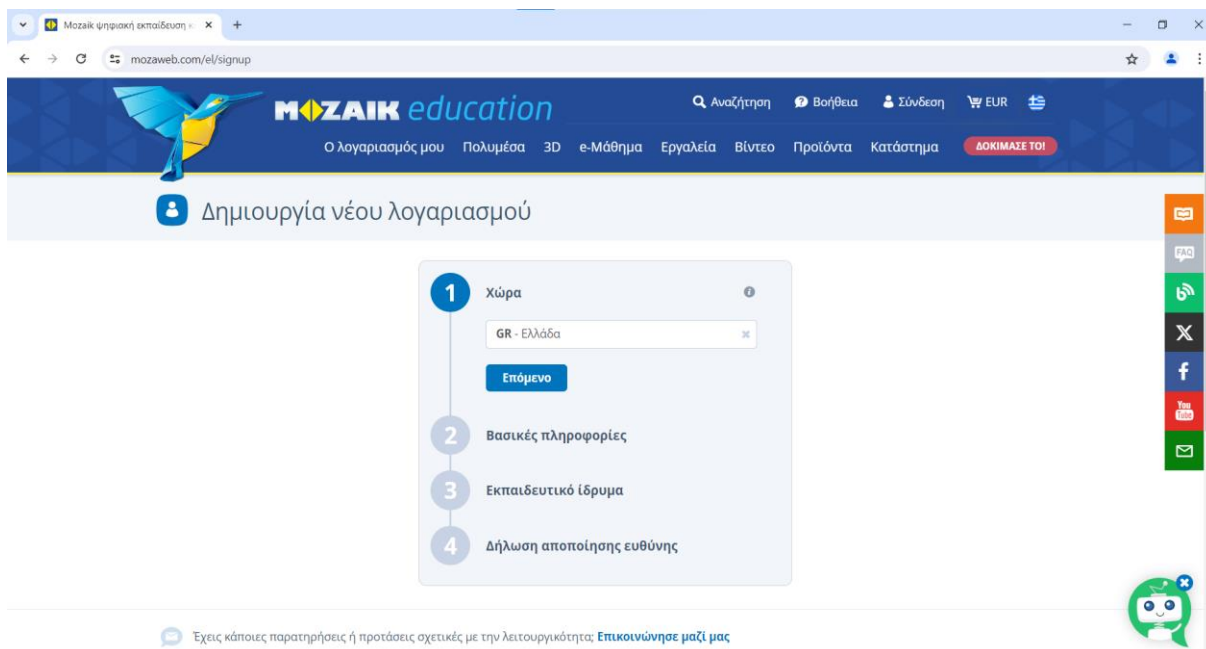 Mozaik ψηφιακή εκπαίδευση κ
mozaweb.com/el/signup
MOZAIK education
Αναζήτηση Βοήθεια Σύνδεση EUR
Ο λογαριασμός μου Πολυμέσα 3D e-Μάθημα Εργαλεία Βίντεο Προϊόντα Κατάστημα ΔΟΚΙΜΑΣΕ ΤΟ!
Δημιουργία νέου λογαριασμού
1 Χώρα
GR - Ελλάδα
Επόμενο
2 Βασικές πληροφορίες
3 Εκπαιδευτικό ίδρυμα
4 Δήλωση αποποίησης ευθύνης
FAQ
You Tube
Έχεις κάποιες παρατηρήσεις ή προτάσεις σχετικές με την λειτουργικότητα; Επικοινώνησε μαζί μας